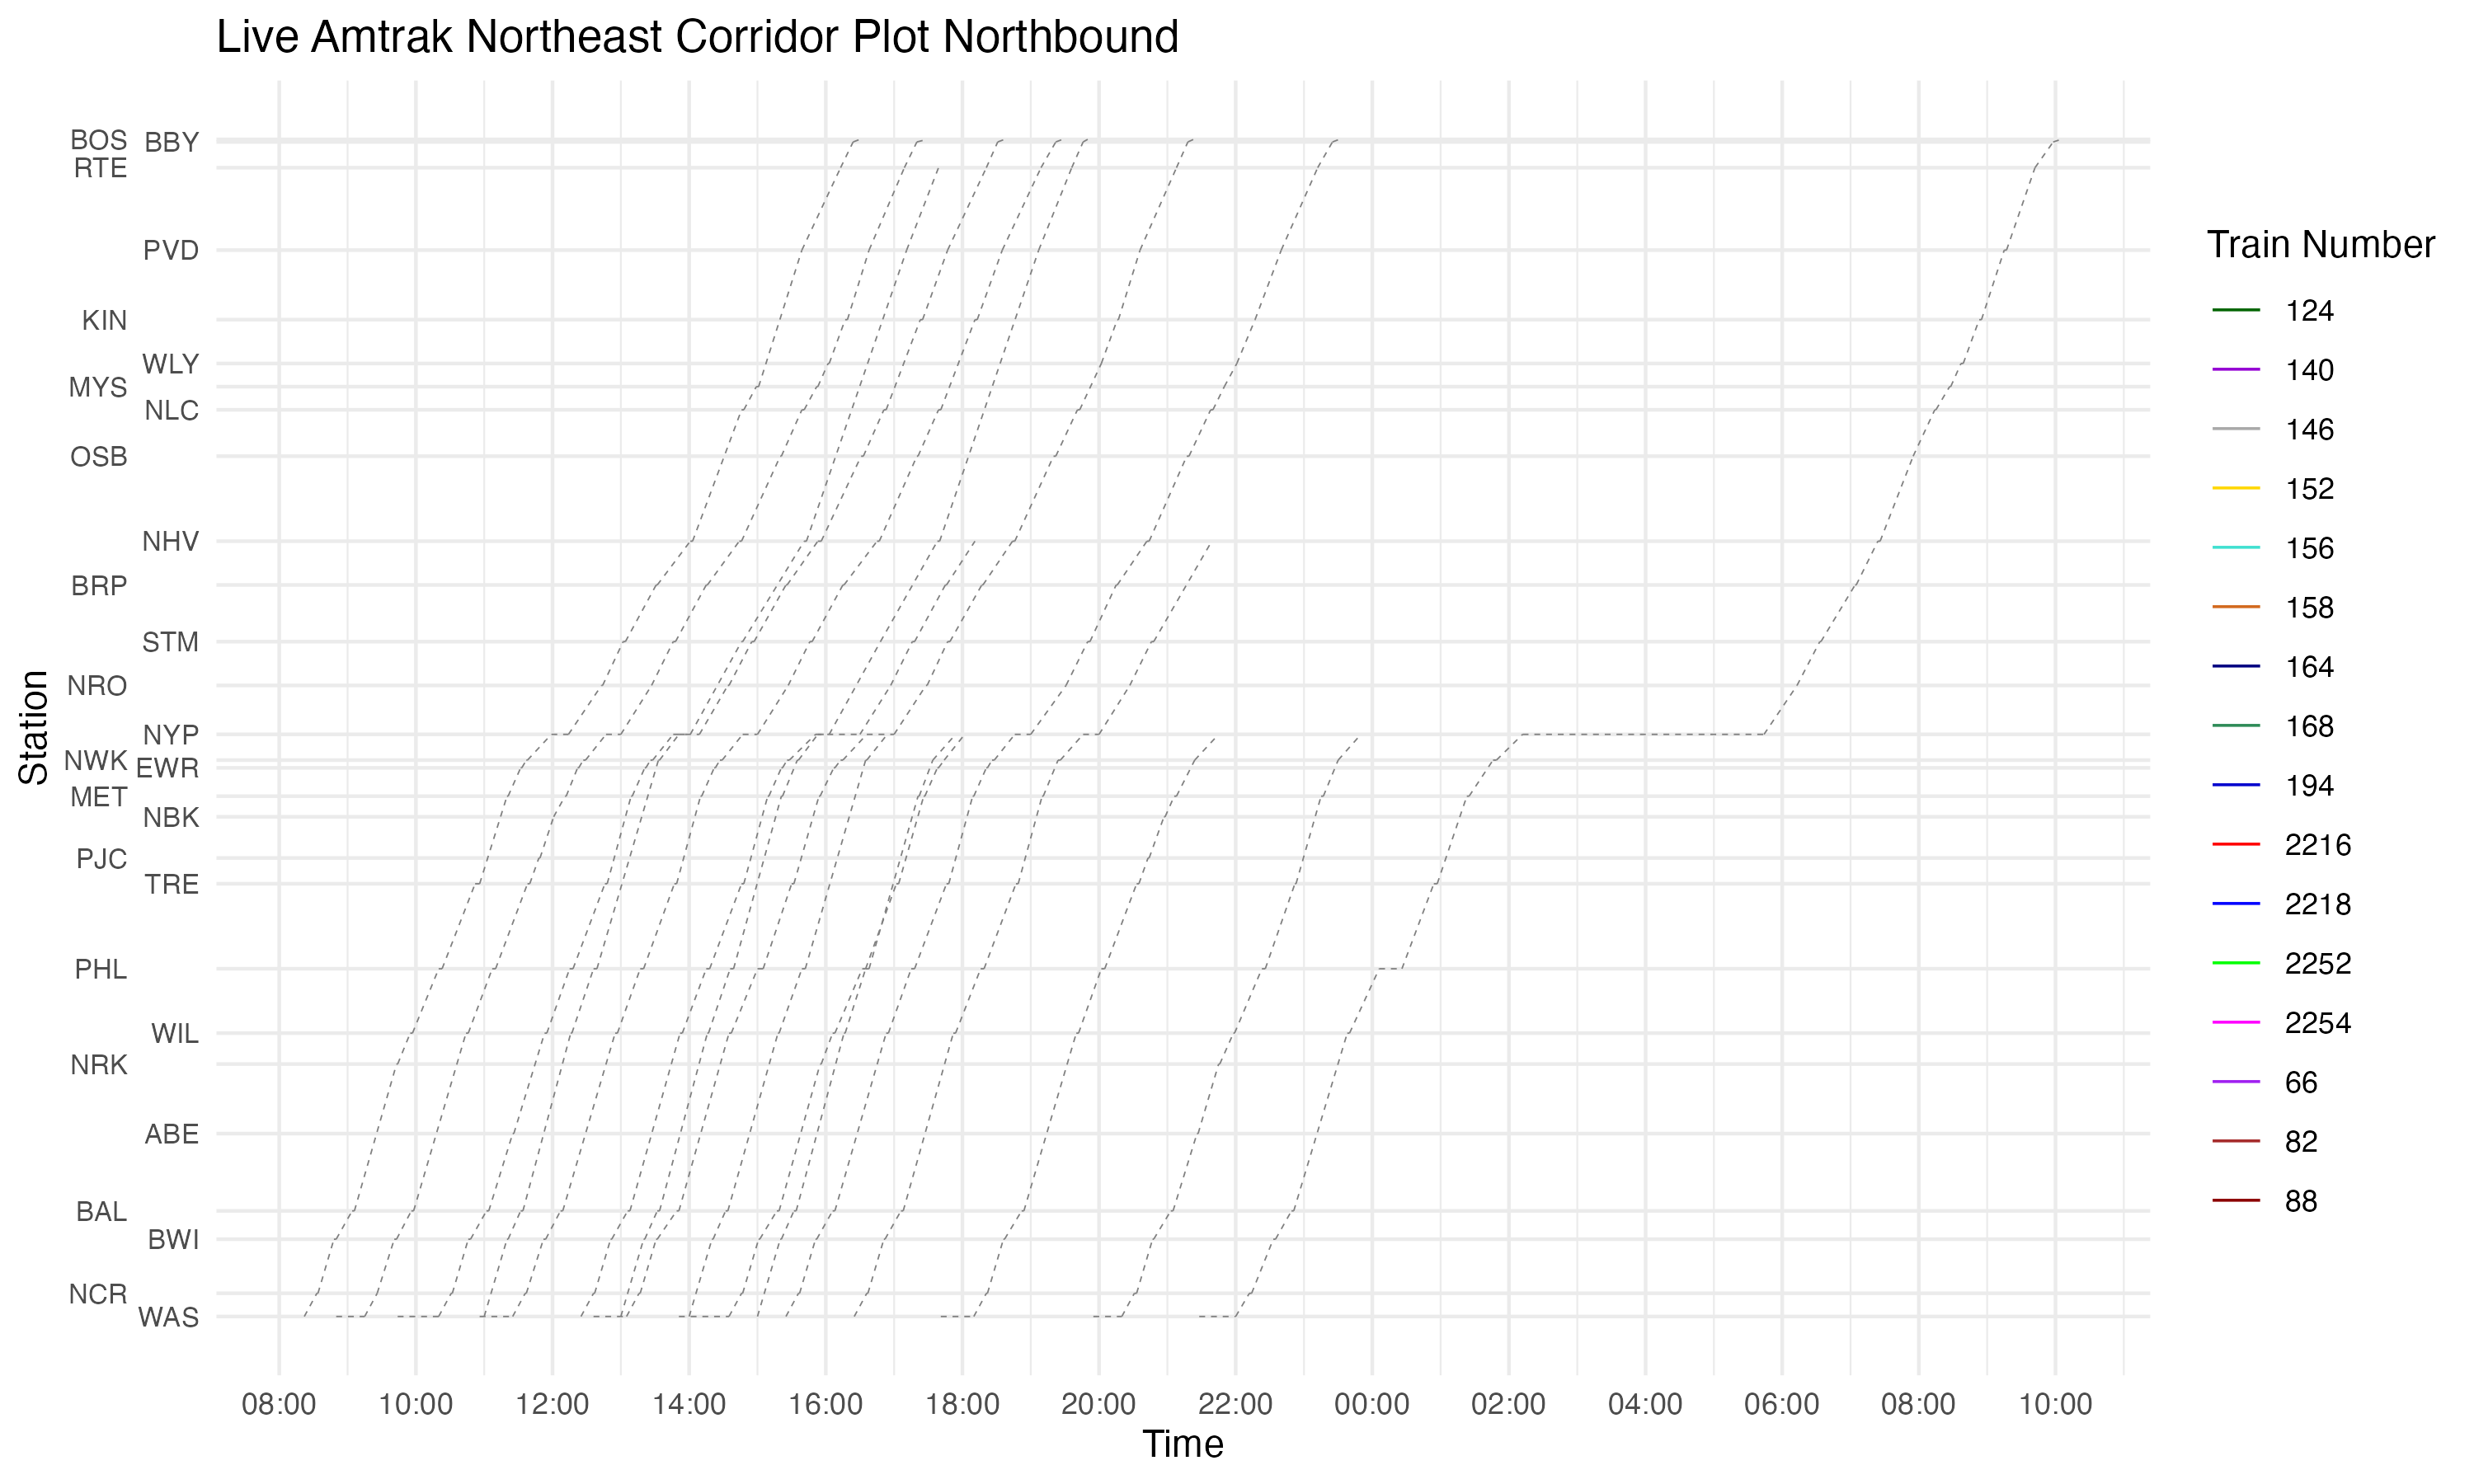 Live Amtrak Northeast Corridor Plot Northbound
BOS BBY
RTE
PVD
KIN
WLY
MYS
NLC
OSB
NHV
BRP
STM
NRO
NYP
NWK EWR
MET
NBK
PJC
TRE
PHL
WIL
NRK
ABE
BAL
BWI
NCR
WAS
Station
08:00 10:00 12:00 14:00 16:00 18:00 20:00 22:00 00:00 02:00 04:00 06:00 08:00 10:00
Time
Train Number
124
140
146
152
156
158
164
168
194
2216
2218
2252
2254
66
82
88